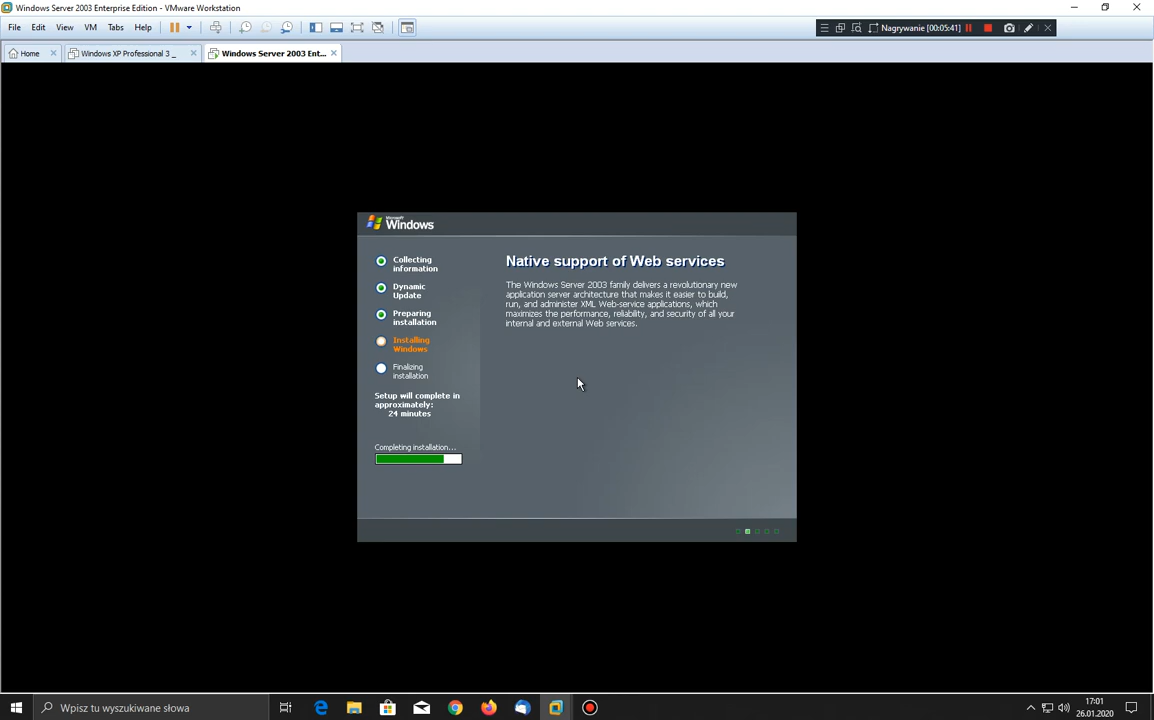 Windows Server 2003 Enterprise Edition - VMware Workstation
File Edit View VM Tabs Help
Nagrywanie [00:05:41]
Home
Windows XP Professional 3 _
Windows Server 2003 Ent...
Microsoft
Windows
Collecting
information
Dynamic
Update
Preparing
installation
Installing
Windows
Finalizing
installation
Setup will complete in
approximately:
24 minutes
Completing installation...
Native support of Web services
The Windows Server 2003 family delivers a revolutionary new
application server architecture that makes it easier to build,
run, and administer XML Web-service applications, which
maximizes the performance, reliability, and security of all your
internal and external Web services.
Wpisz tu wyszukiwane słowa
17:01
26.01.2020